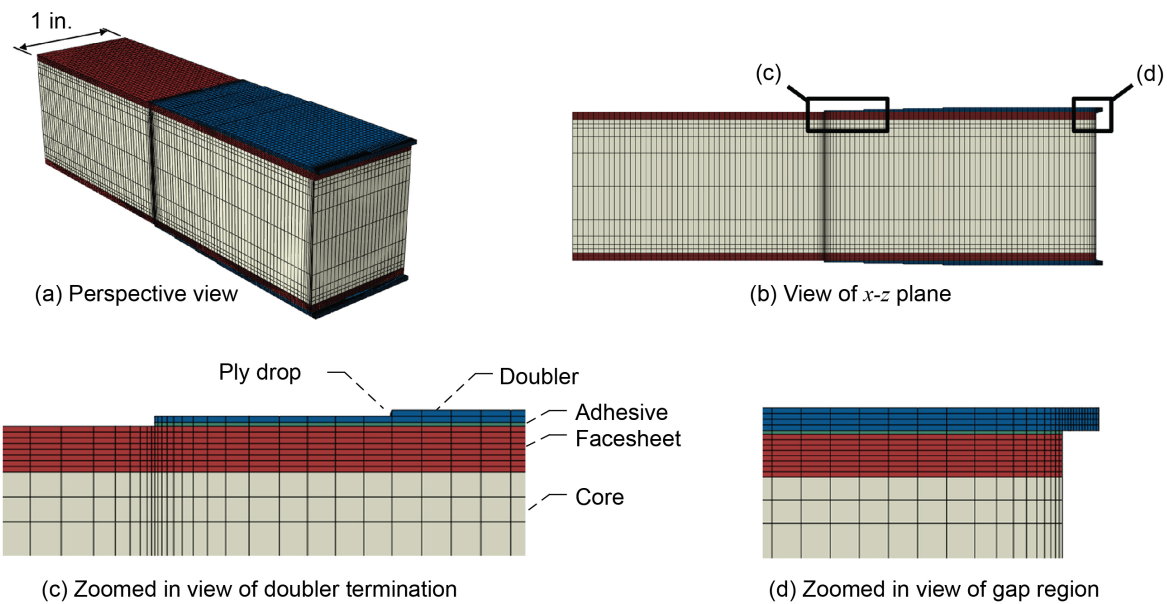 1 in.
(a) Perspective view
(c)
(d)
(b) View of x-z plane
Ply drop
Doubler
Adhesive
Facesheet
Core
(c) Zoomed in view of doubler termination
(d) Zoomed in view of gap region